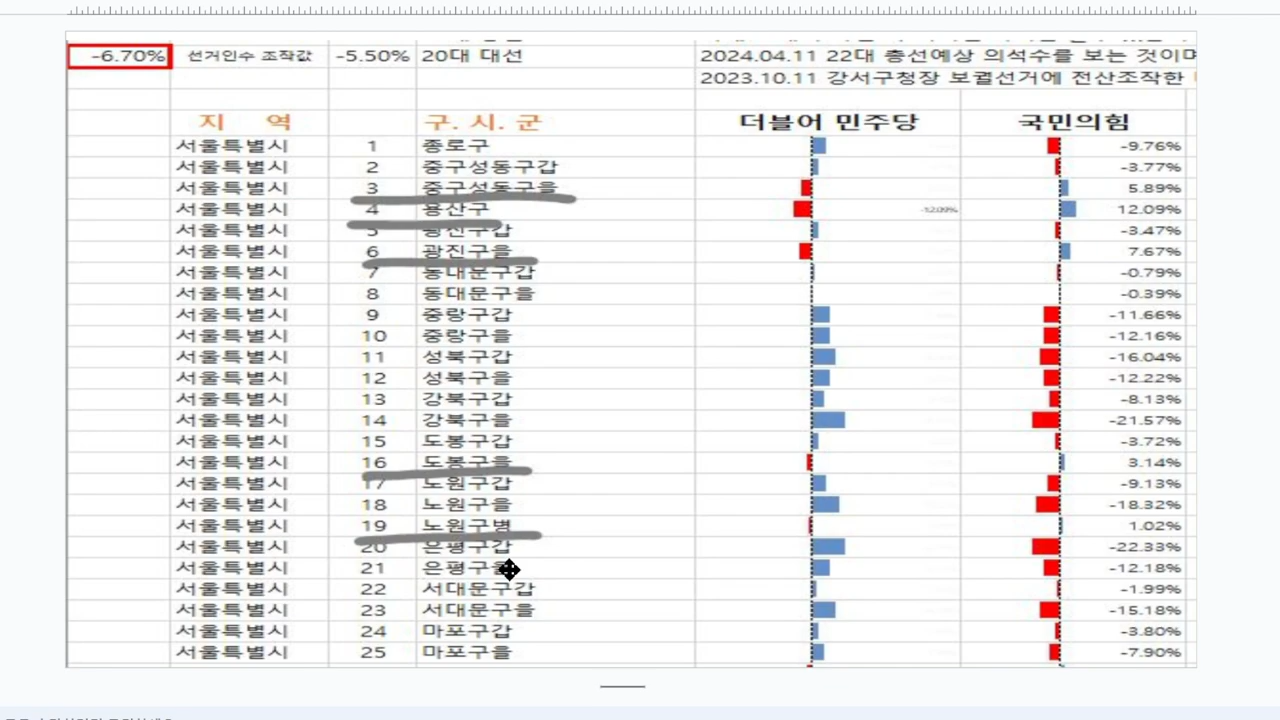 -6.70% 선거인수 조작값 -5.50% 20대 대선 2024.04.11 22대 총선예상 의석수를 보는 것이며
2023.10.11 강서구청장 보궐선거에 전산조작한
지 역 구. 시. 군 더불어 민주당 국민의힘
서울특별시 1 종로구 -9.76%
서울특별시 2 중구성동구갑 -3.77%
서울특별시 3 중구성동구을 5.89%
서울특별시 4 용산구 -12.09% 12.09%
서울특별시 5 광진구갑 -3.47%
서울특별시 6 광진구을 7.67%
서울특별시 7 동대문구갑 -0.79%
서울특별시 8 동대문구을 -0.39%
서울특별시 9 중랑구갑 -11.66%
서울특별시 10 중랑구을 -12.16%
서울특별시 11 성북구갑 -16.04%
서울특별시 12 성북구을 -12.22%
서울특별시 13 강북구갑 -8.13%
서울특별시 14 강북구을 -21.57%
서울특별시 15 도봉구갑 -3.72%
서울특별시 16 도봉구을 3.14%
서울특별시 17 노원구갑 -9.13%
서울특별시 18 노원구을 -18.32%
서울특별시 19 노원구병 1.02%
서울특별시 20 은평구갑 -22.33%
서울특별시 21 은평구을 -12.18%
서울특별시 22 서대문구갑 -1.99%
서울특별시 23 서대문구을 -15.18%
서울특별시 24 마포구갑 -3.80%
서울특별시 25 마포구을 -7.90%